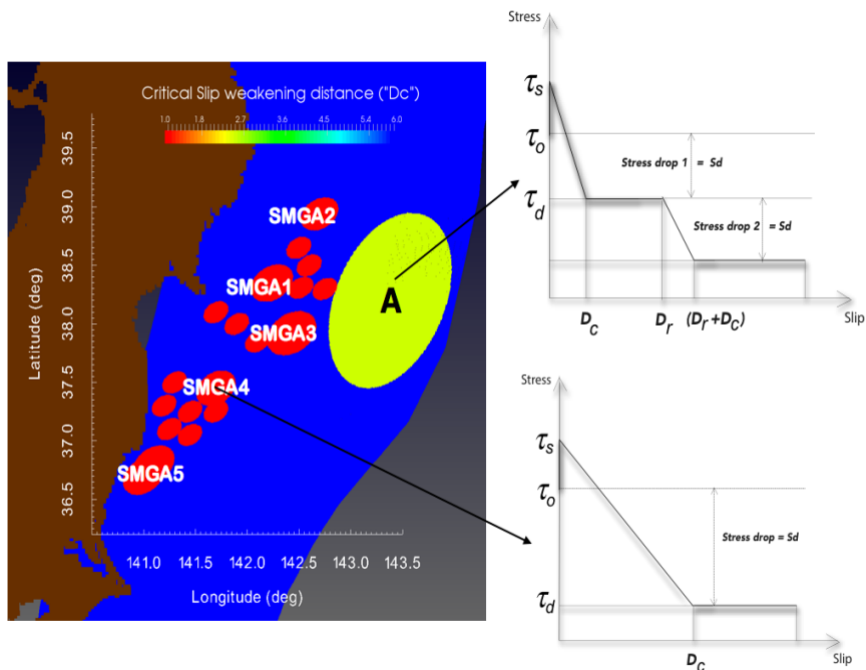 Critical Slip weakening distance ("Dc")
1.0 1.8 2.7 3.6 4.5 5.3 6.0
39.5
39.0
38.5
38.0
37.5
37.0
36.5
Latitude (deg)
SMGA2
SMGA1
SMGA3
SMGA4
SMGA5
A
141.0 141.5 142.0 142.5 143.0 143.5
Longitude (deg)
Stress
τs
τo
τd
Stress drop 1 = Sd
Stress drop 2 = Sd
Dc Dr (Dr+Dc)
Slip
Stress
τs
τo
τd
Stress drop = Sd
Dc
Slip